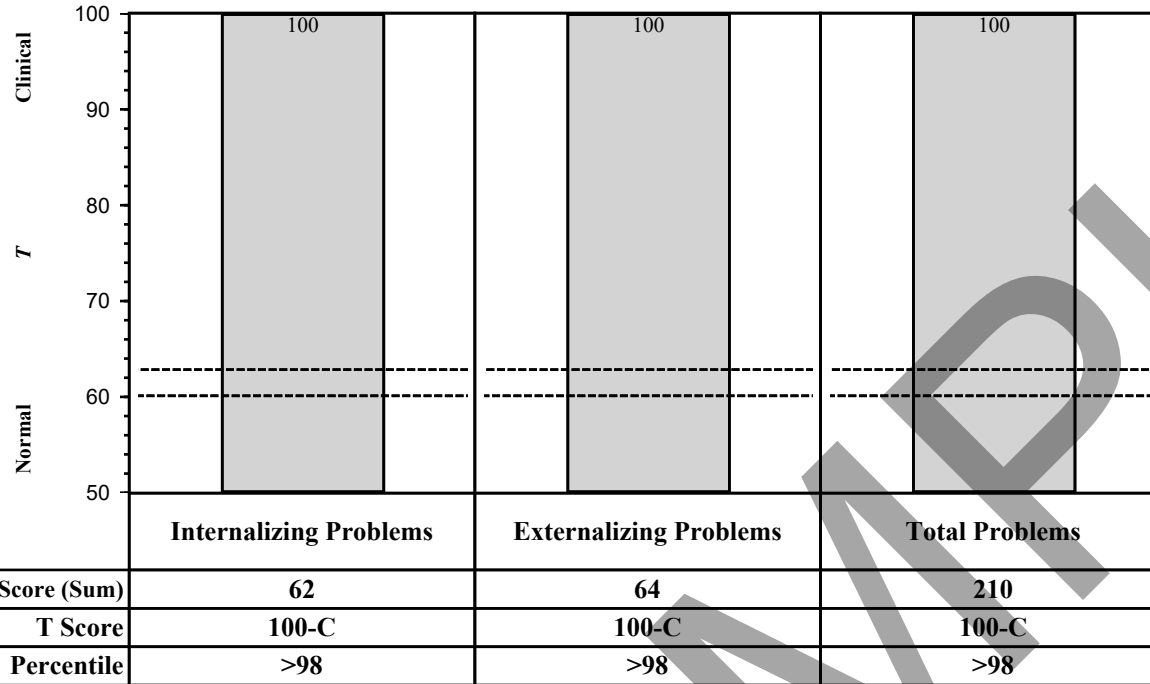 Clinical
T
Normal
100
90
80
70
60
50
100 100 100
Internalizing Problems Externalizing Problems Total Problems
Score (Sum) 62 64 210
T Score 100-C 100-C 100-C
Percentile >98 >98 >98